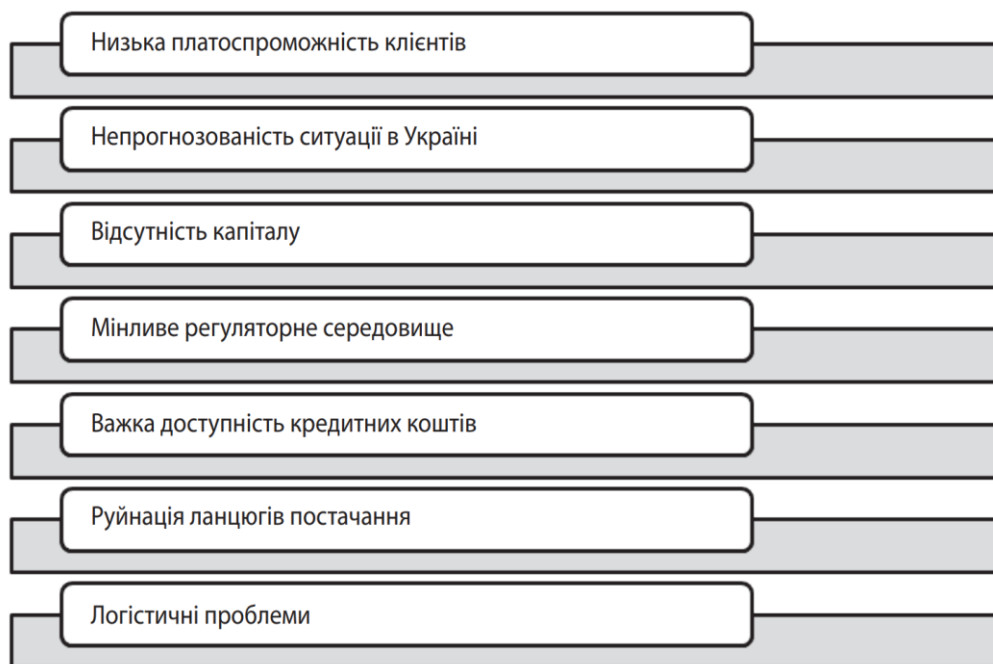 Низька платоспроможність клієнтів
Непрогнозованість ситуації в Україні
Відсутність капіталу
Мінливе регуляторне середовище
Важка доступність кредитних коштів
Руйнація ланцюгів постачання
Логістичні проблеми